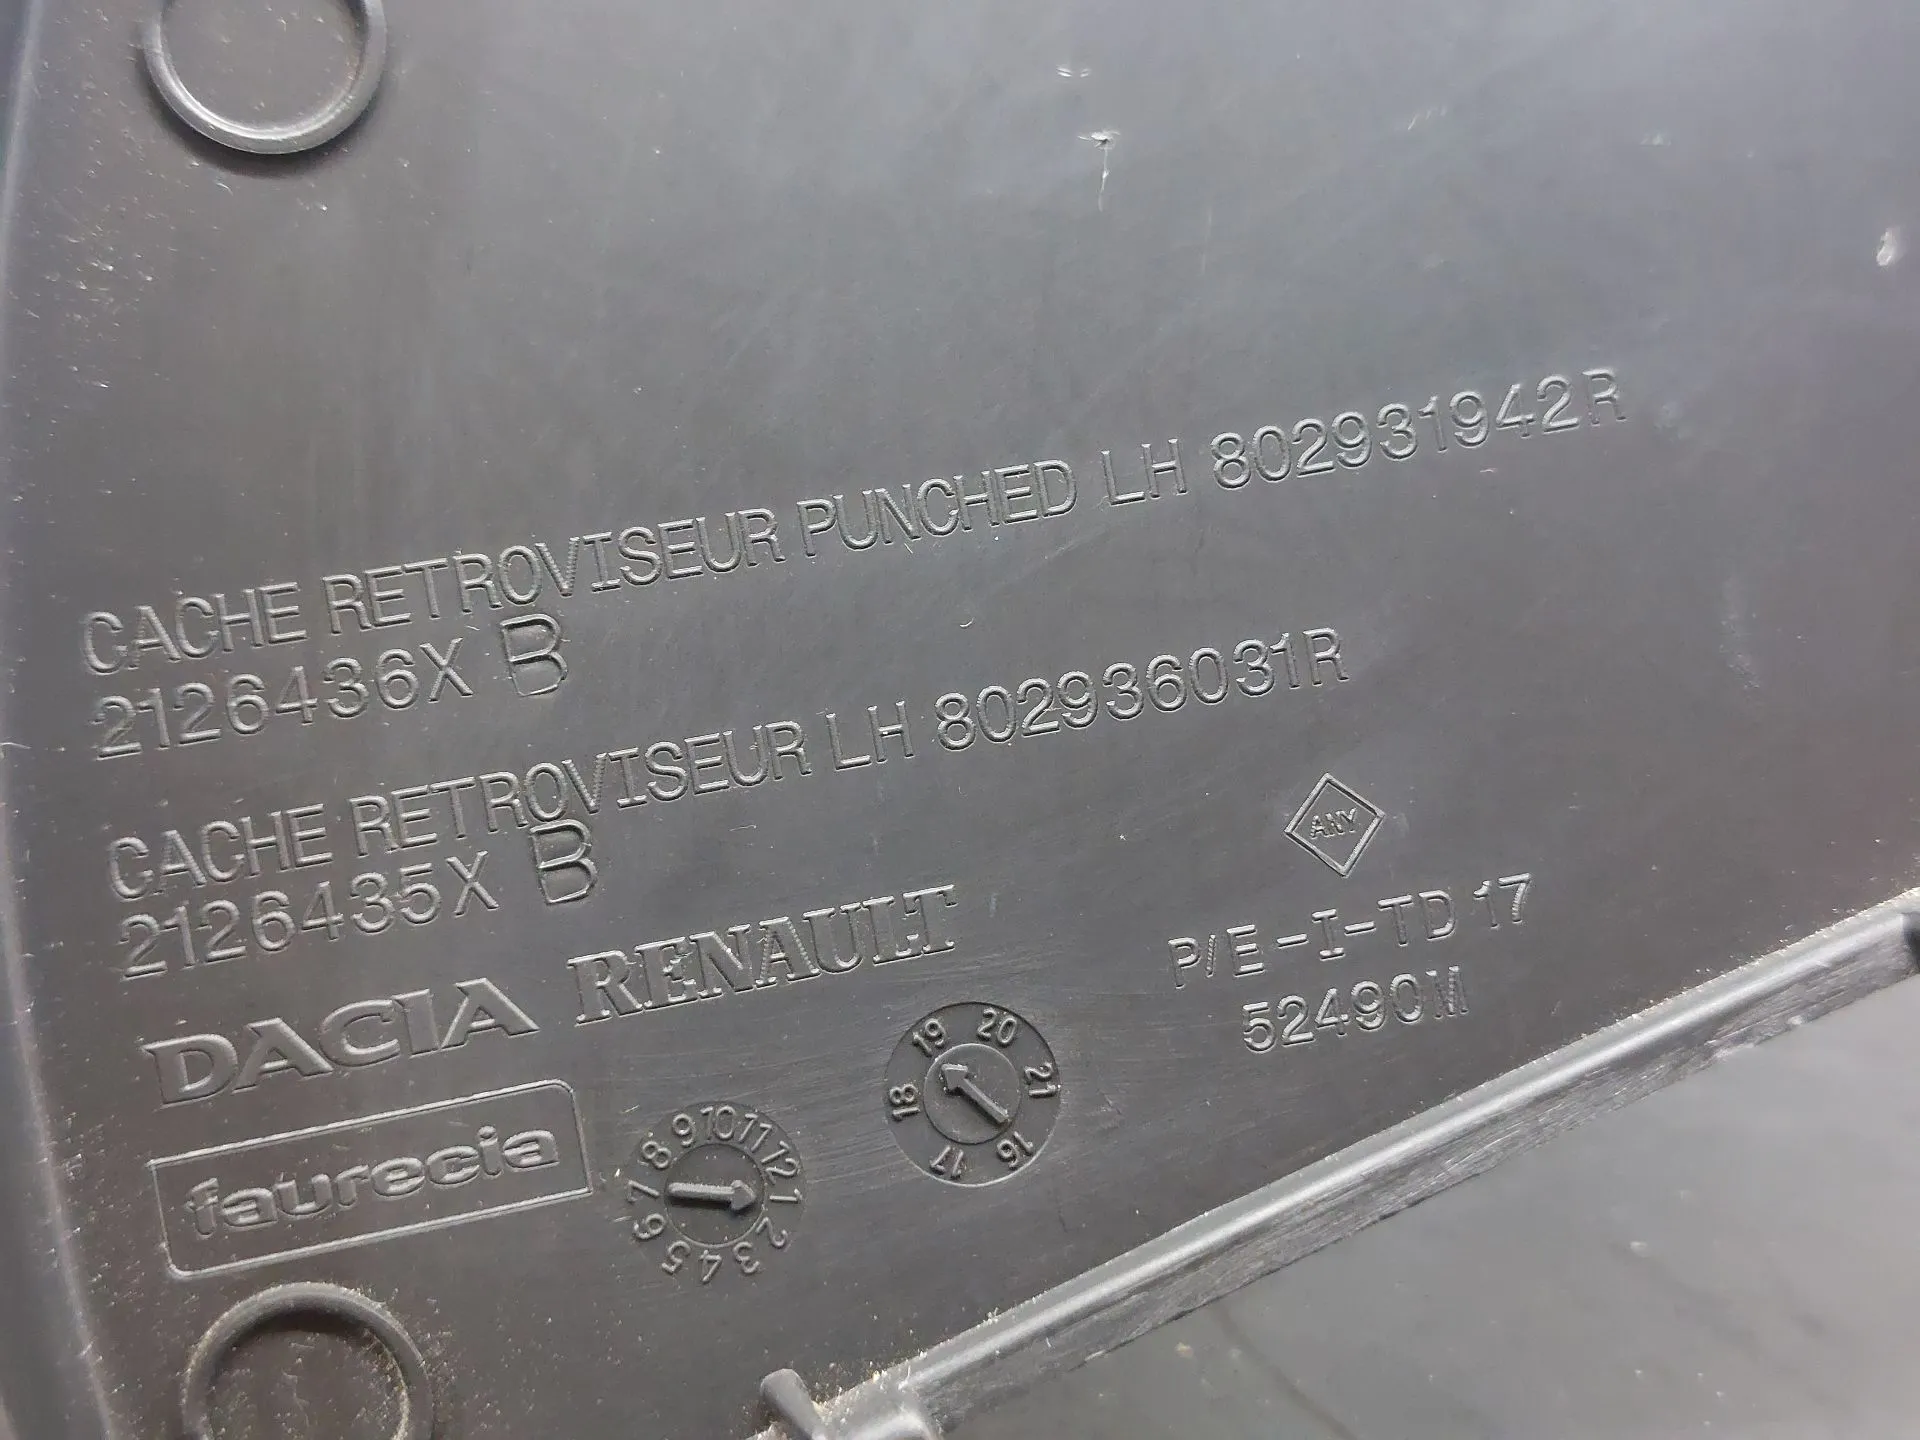 CACHE RETROVISEUR PUNCHED LH 802931942R
2126436X B
CACHE RETROVISEUR LH 802936031R
2126435X B
DACIA RENAULT
ANY
P/E-I-TD 17
52490M
faurecia
1 2 3 4 5 6 7 8 9 10 11 12
16 17 18 19 20 21